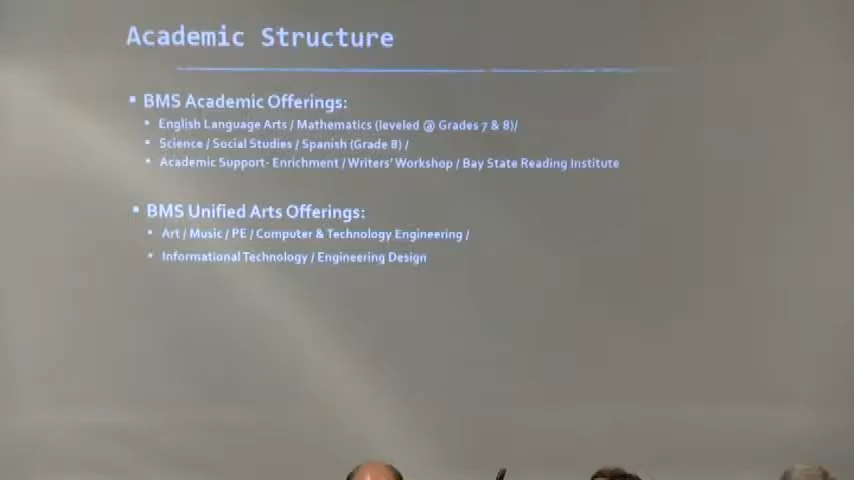 Academic Structure
▪ BMS Academic Offerings:
▪ English Language Arts / Mathematics (leveled @ Grades 7 & 8)/
▪ Science / Social Studies / Spanish (Grade 8) /
▪ Academic Support- Enrichment / Writers' Workshop / Bay State Reading Institute
▪ BMS Unified Arts Offerings:
▪ Art / Music / PE / Computer & Technology Engineering /
▪ Informational Technology / Engineering Design